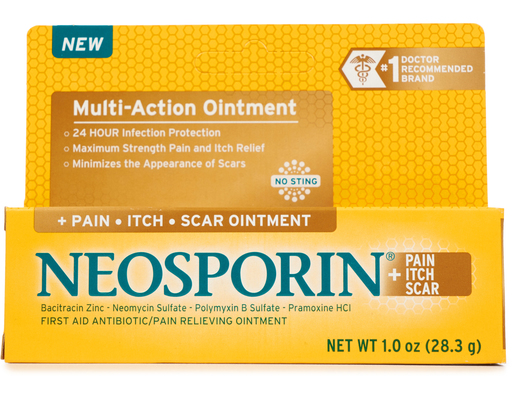 NEW
#1 DOCTOR
RECOMMENDED
BRAND
Multi-Action Ointment
○ 24 HOUR Infection Protection
○ Maximum Strength Pain and Itch Relief
○ Minimizes the Appearance of Scars
NO STING
+ PAIN • ITCH • SCAR OINTMENT
NEOSPORIN®
+ PAIN
ITCH
SCAR
Bacitracin Zinc - Neomycin Sulfate - Polymyxin B Sulfate - Pramoxine HCl
FIRST AID ANTIBIOTIC/PAIN RELIEVING OINTMENT
NET WT 1.0 oz (28.3 g)